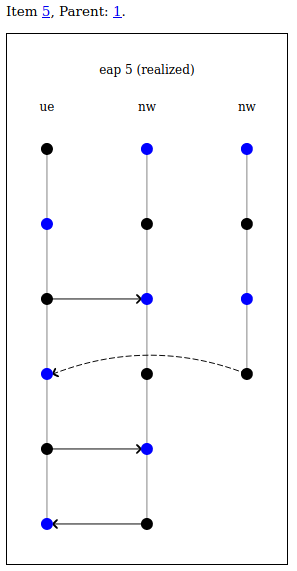 Item 5, Parent: 1.
eap 5 (realized)
ue nw nw